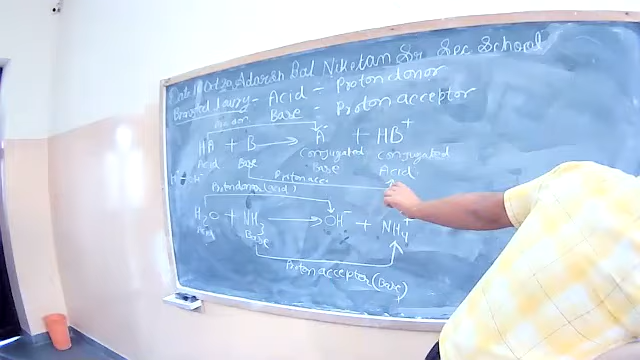 Adarsh Bal Niketan Sr Sec. School
Bronsted Lowry - Acid - Proton donor
Base - Proton acceptor
HA + B → A⁻ + HB⁺
Acid Base Conjugated Conjugated
Base Acid
Proton donor (acid)
H₂O + NH₃ → OH⁻ + NH₄⁺
Acid Base
Proton acceptor (Base)